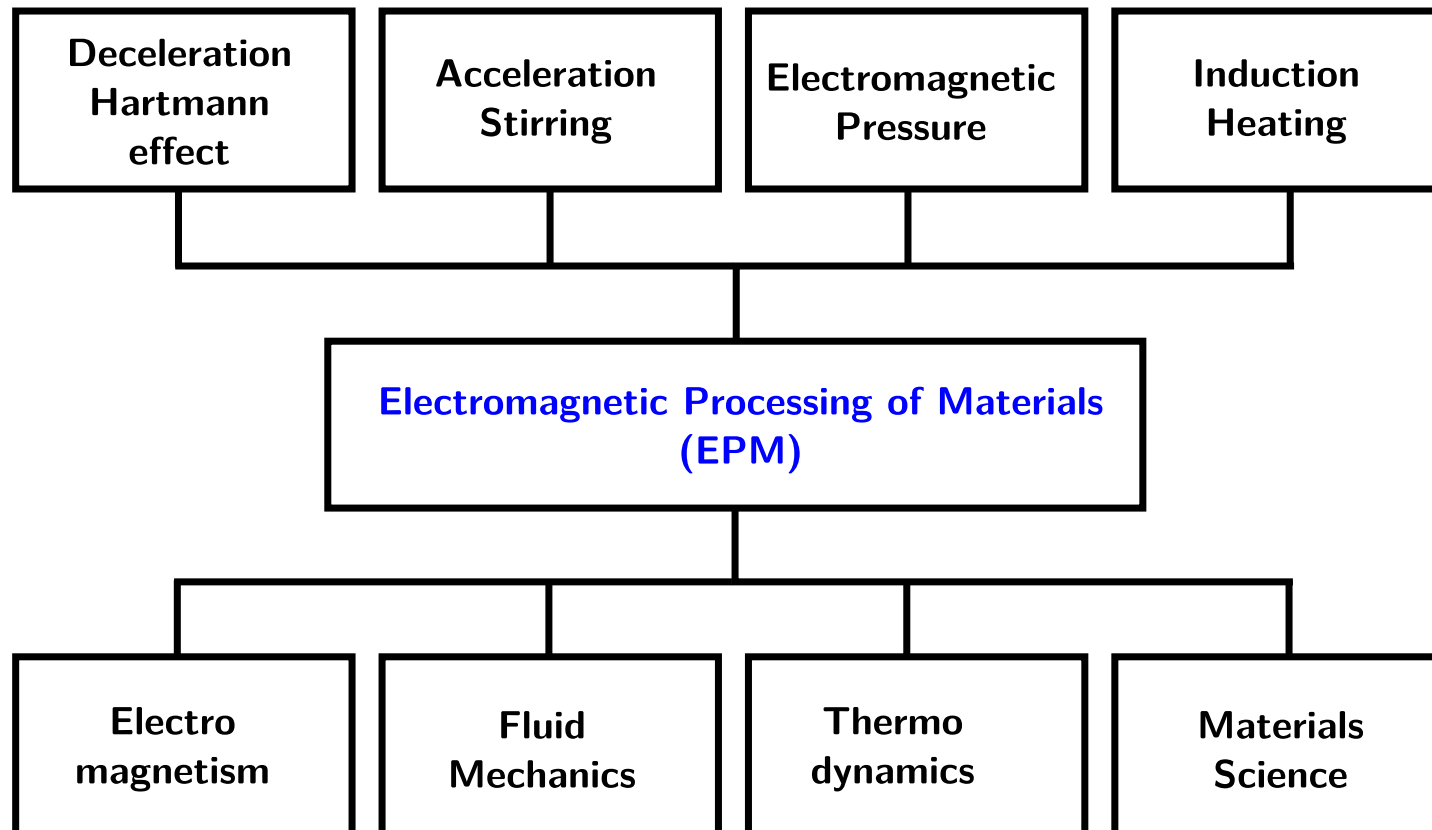 Deceleration
Hartmann
effect
Acceleration
Stirring
Electromagnetic
Pressure
Induction
Heating
Electromagnetic Processing of Materials
(EPM)
Electro
magnetism
Fluid
Mechanics
Thermo
dynamics
Materials
Science